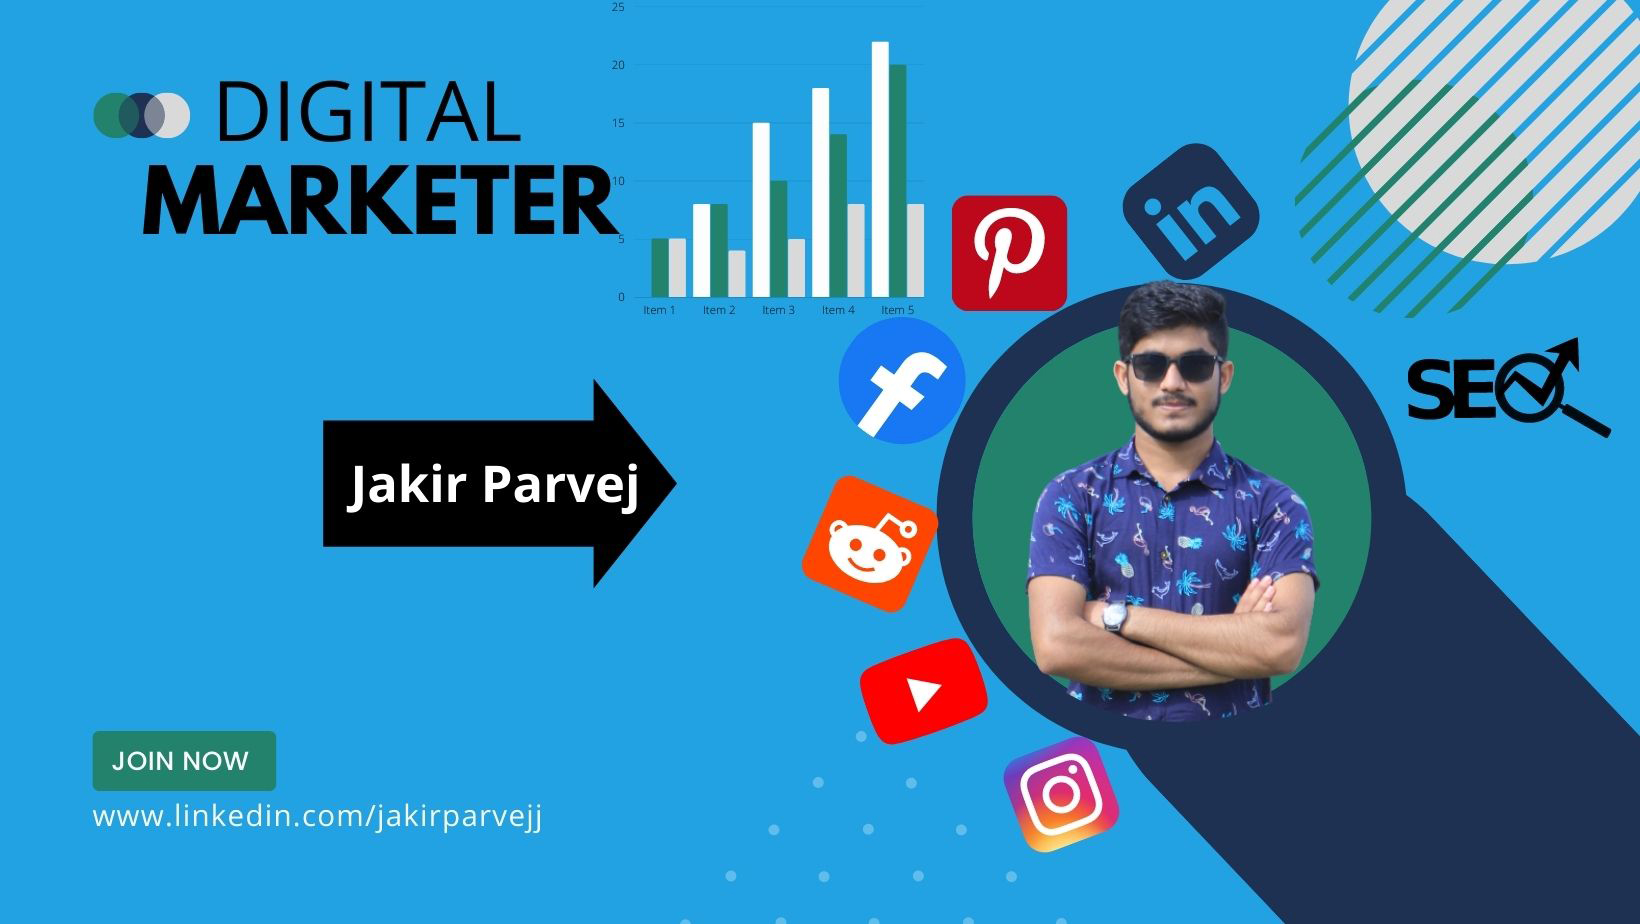 DIGITAL
MARKETER
25
20
15
10
5
0
Item 1 Item 2 Item 3 Item 4 Item 5
in
SEO
Jakir Parvej
JOIN NOW
www.linkedin.com/jakirparvejj